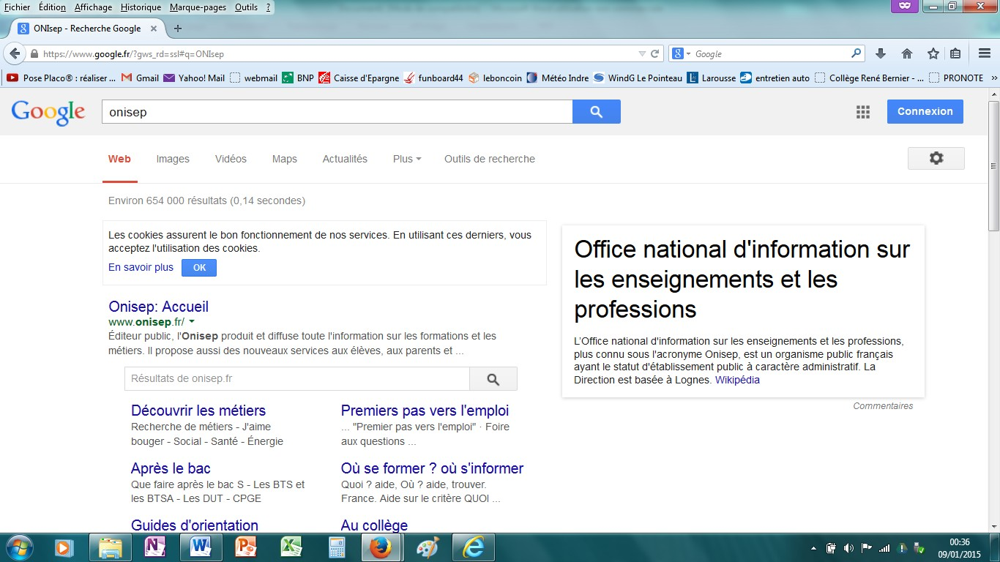 Fichier Édition Affichage Historique Marque-pages Outils ?
ONIsep - Recherche Google
https://www.google.fr/?gws_rd=ssl#q=ONIsep
Google
Pose Placo® : réaliser ... Gmail Yahoo! Mail webmail BNP Caisse d'Epargne funboard44 leboncoin Météo Indre WindG Le Pointeau Larousse entretien auto Collège René Bernier - ... PRONOTE »
Google
onisep
Connexion
Web Images Vidéos Maps Actualités Plus Outils de recherche
Environ 654 000 résultats (0,14 secondes)
Les cookies assurent le bon fonctionnement de nos services. En utilisant ces derniers, vous
acceptez l'utilisation des cookies.
En savoir plus OK
Onisep: Accueil
www.onisep.fr/
Éditeur public, l'Onisep produit et diffuse toute l'information sur les formations et les
métiers. Il propose aussi des nouveaux services aux élèves, aux parents et ...
Résultats de onisep.fr
Découvrir les métiers
Recherche de métiers - J'aime
bouger - Social - Santé - Énergie
Premiers pas vers l'emploi
... "Premier pas vers l'emploi" · Foire
aux questions ...
Après le bac
Que faire après le bac S - Les BTS et
les BTSA - Les DUT - CPGE
Où se former ? où s'informer
Quoi ? aide, Où ? aide, trouver.
France. Aide sur le critère QUOI ...
Guides d'orientation
Au collège
Office national d'information sur
les enseignements et les
professions
L'Office national d'information sur les enseignements et les professions,
plus connu sous l'acronyme Onisep, est un organisme public français
ayant le statut d'établissement public à caractère administratif. La
Direction est basée à Lognes. Wikipédia
Commentaires
00:36
09/01/2015